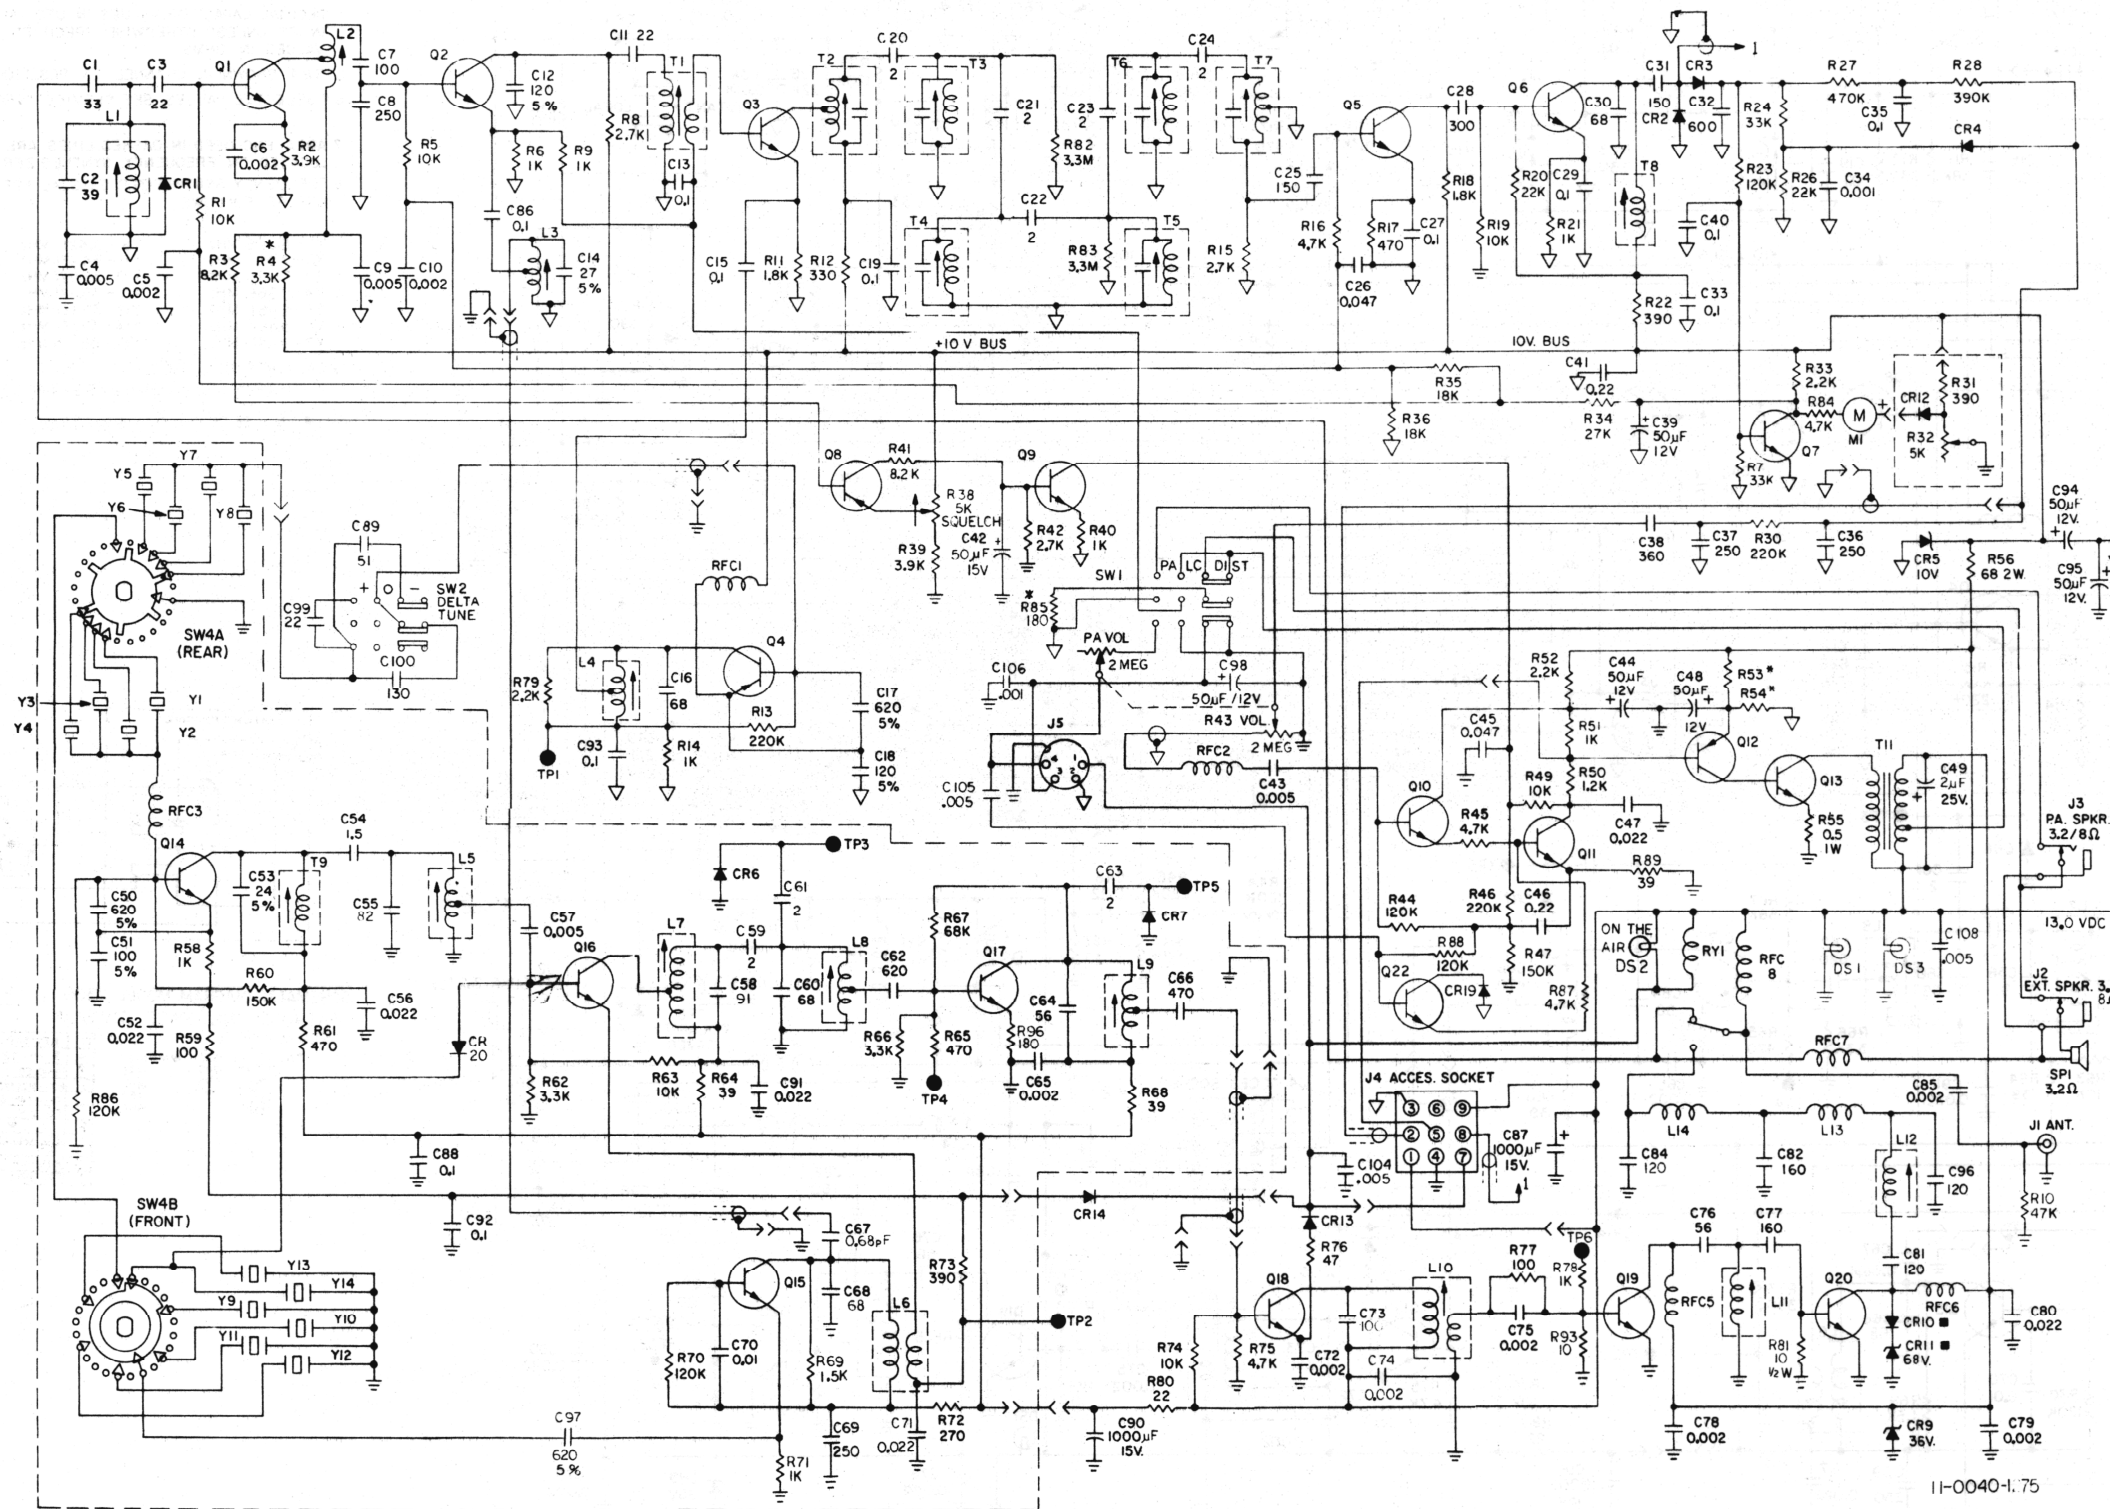 C1
33
C3
22
Q1
L2
C7
100
Q2
C11 22
T1
T2
C20
2
T3
T6
C24
2
T7
Q6
C31
150
CR3
1
R27
470K
R28
390K
L1
C8
250
C12
120
5%
R8
2.7K
Q3
C21
2
C23
2
Q5
C28
300
C30
68
CR2
C32
600
R24
33K
C35
0.1
CR4
C2
39
CR1
C6
0.002
R2
3.9K
R5
10K
R6
1K
R9
1K
C13
0.1
R82
3.3M
C25
150
R18
1.8K
R20
22K
C29
0.1
T8
R23
120K
R26
22K
C34
0.001
R1
10K
C86
0.1
C22
2
T4
T5
R16
4.7K
R17
470
C27
0.1
R19
10K
R21
1K
C40
0.1
C4
0.005
C5
0.002
R3
8.2K
*
R4
3.3K
C9
0.005
C10
0.002
L3
C14
27
5%
C15
0.1
R11
1.8K
R12
330
C19
0.1
R83
3.3M
R15
2.7K
C26
0.047
R22
390
C33
0.1
+10 V BUS
10V. BUS
C41
0.22
R35
18K
R36
18K
R34
27K
C39
50µF
12V
R33
2.2K
R84
4.7K
M
M1
+
CR12
R31
390
R32
5K
Q7
R7
33K
Y7
Y5
Y6
Y8
C89
51
C99
22
+
O
–
SW2
DELTA
TUNE
C100
130
SW4A
(REAR)
Y3
Y4
Y1
Y2
Q8
R41
8.2K
Q9
R38
5K
SQUELCH
R39
3.9K
C42
50µF
15V
R42
2.7K
R40
1K
RFC1
PA
LC
DIST
SW1
*
R85
180
PA VOL
2 MEG
C98
50µF/12V
R43 VOL.
2 MEG
C38
360
C37
250
R30
220K
C36
250
CR5
10V
R56
68 2W.
C94
50µF
12V.
C95
50µF
12V.
Q4
R79
2.2K
L4
C16
68
C17
620
5%
R13
220K
C18
120
5%
TP1
C93
0.1
R14
1K
C106
.001
J5
4
1
3
2
C105
.005
RFC2
C43
0.005
R52
2.2K
C44
50µF
12V
C48
50µF
12V
R53*
R54*
C45
0.047
R51
1K
Q12
R50
1.2K
Q13
T11
C49
2µF
25V.
Q10
R49
10K
R45
4.7K
C47
0.022
Q11
R55
0.5
1W
J3
PA. SPKR.
3.2/8Ω
R89
39
RFC3
Q14
C54
1.5
C53
24
5%
T9
L5
C55
82
C50
620
5%
C51
100
5%
R58
1K
R60
150K
C56
0.022
C52
0.022
R59
100
R61
470
R86
120K
TP3
CR6
C61
2
C57
0.005
Q16
L7
C59
2
C58
91
C60
68
L8
C62
620
R67
68K
C63
2
TP5
CR7
Q17
C64
56
L9
C66
470
CR
20
R66
3.3K
R65
470
R96
180
TP4
C65
0.002
R68
39
R62
3.3K
R63
10K
R64
39
C91
0.022
R44
120K
R46
220K
C46
0.22
R88
120K
R47
150K
Q22
CR19
R87
4.7K
ON THE
AIR
DS2
RY1
RFC
8
DS1
DS3
C108
.005
13.0 VDC
J2
EXT. SPKR.
RFC7
SP1
3.2Ω
C88
0.1
J4 ACCES. SOCKET
3
6
9
2
5
8
1
4
7
C87
1000µF
15V.
1
C104
.005
C85
0.002
L14
L13
C84
120
C82
160
L12
C96
120
J1 ANT.
R10
47K
SW4B
(FRONT)
C92
0.1
CR14
CR13
R76
47
C67
0.68pF
Y13
Y14
Y9
Y10
Y11
Y12
Q15
C68
68
R73
390
TP2
L6
R70
120K
C70
0.01
R69
1.5K
C69
250
C71
0.022
R72
270
C97
620
5%
R71
1K
C90
1000µF
15V.
R74
10K
R80
22
Q18
R75
4.7K
C72
0.002
C73
100
C74
0.002
L10
R77
100
C75
0.002
TP6
R78
1K
R93
10
Q19
C76
56
C77
160
RFC5
L11
Q20
R81
10
½ W
C81
120
RFC6
CR10 ■
CR11 ■
68V.
C80
0.022
C78
0.002
CR9
36V.
C79
0.002